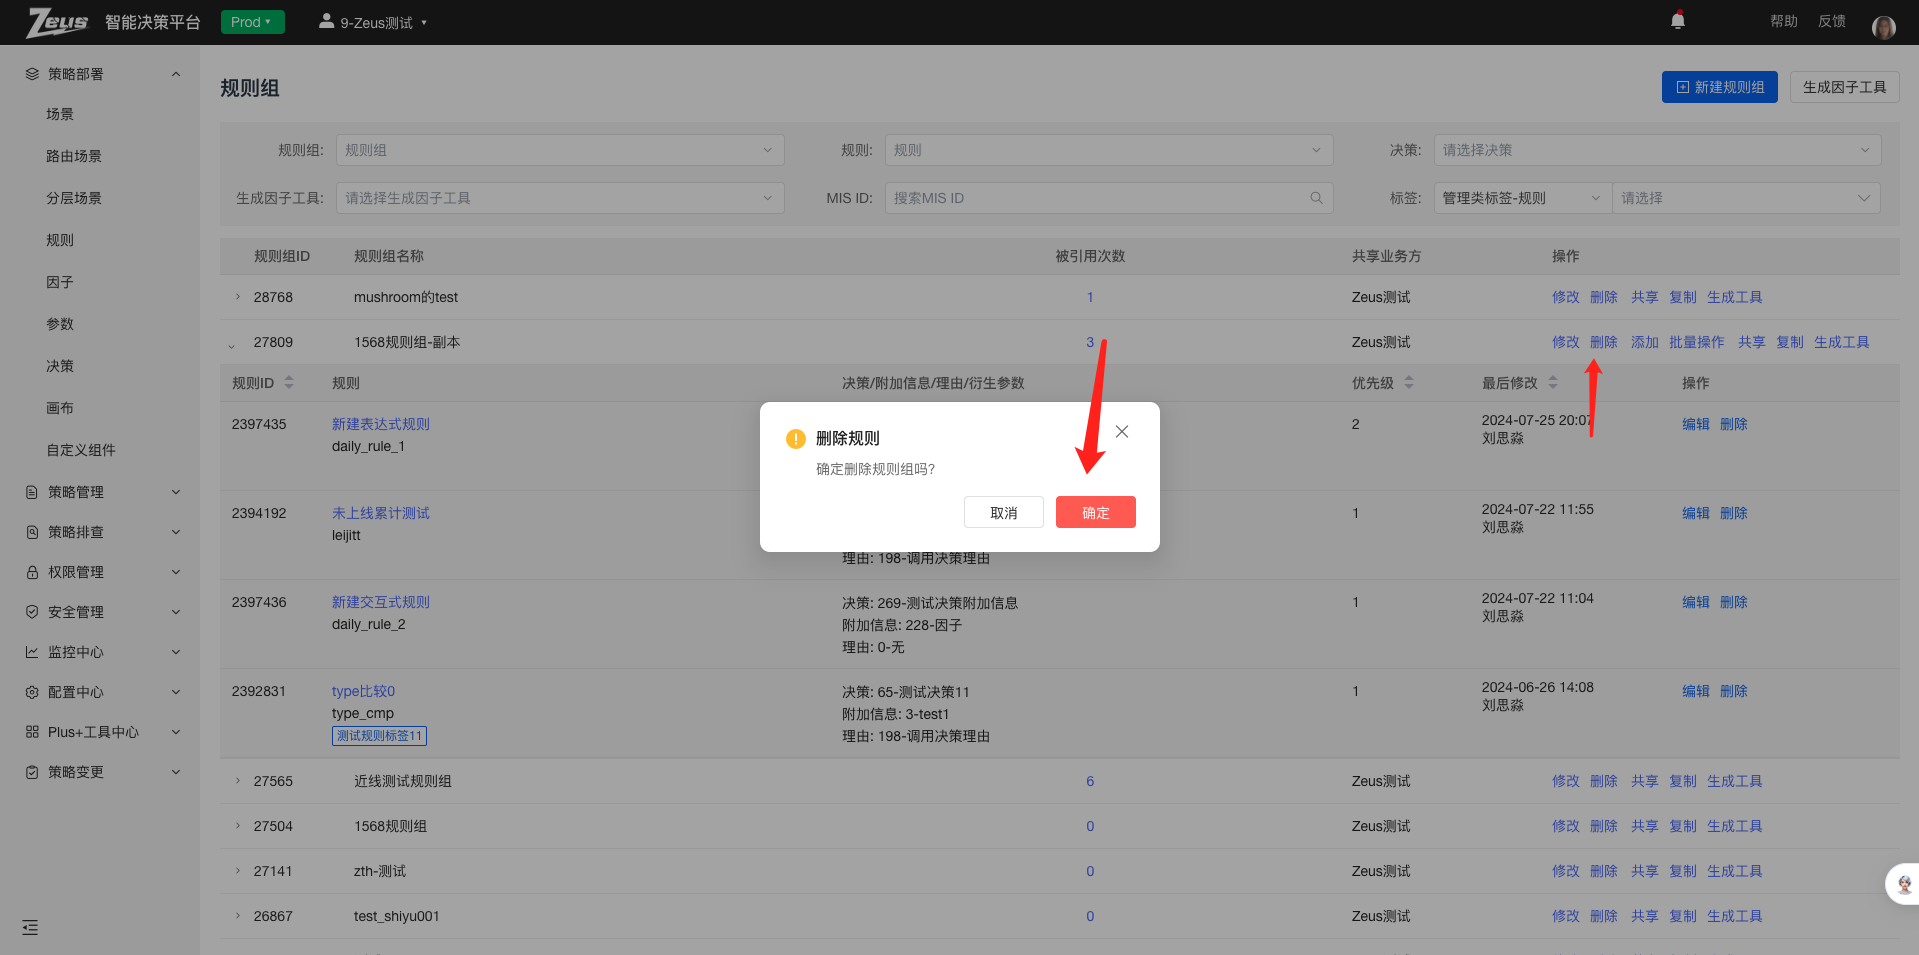 Zeus 智能决策平台 Prod 9-Zeus测试 帮助 反馈
策略部署
场景
路由场景
分层场景
规则
因子
参数
决策
画布
自定义组件
策略管理
策略排查
权限管理
安全管理
监控中心
配置中心
Plus+工具中心
策略变更
规则组 新建规则组 生成因子工具
规则组: 规则组 规则: 规则 决策: 请选择决策
生成因子工具: 请选择生成因子工具 MIS ID: 搜索MIS ID 标签: 管理类标签-规则 请选择
规则组ID 规则组名称 被引用次数 共享业务方 操作
28768 mushroom的test 1 Zeus测试 修改 删除 共享 复制 生成工具
27809 1568规则组-副本 3 Zeus测试 修改 删除 添加 批量操作 共享 复制 生成工具
规则ID 规则 决策/附加信息/理由/衍生参数 优先级 最后修改 操作
2397435 新建表达式规则 2 2024-07-25 20:07 编辑 删除
daily_rule_1 刘思淼
2394192 未上线累计测试 1 2024-07-22 11:55 编辑 删除
leijitt 刘思淼
理由: 198-调用决策理由
2397436 新建交互式规则 决策: 269-测试决策附加信息 1 2024-07-22 11:04 编辑 删除
daily_rule_2 附加信息: 228-因子 刘思淼
理由: 0-无
2392831 type比较0 决策: 65-测试决策11 1 2024-06-26 14:08 编辑 删除
type_cmp 附加信息: 3-test1 刘思淼
测试规则标签11 理由: 198-调用决策理由
27565 近线测试规则组 6 Zeus测试 修改 删除 共享 复制 生成工具
27504 1568规则组 0 Zeus测试 修改 删除 共享 复制 生成工具
27141 zth-测试 0 Zeus测试 修改 删除 共享 复制 生成工具
26867 test_shiyu001 0 Zeus测试 修改 删除 共享 复制 生成工具
删除规则
确定删除规则组吗?
取消 确定